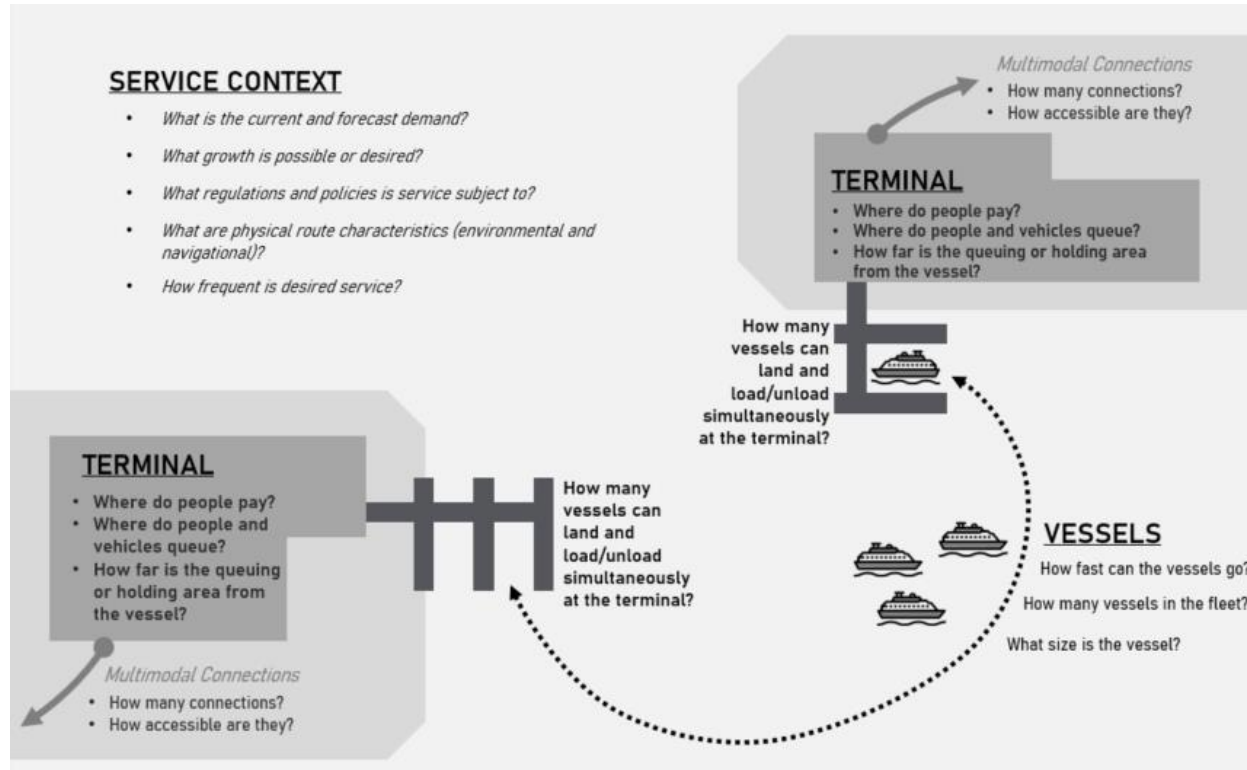 SERVICE CONTEXT
• What is the current and forecast demand?
• What growth is possible or desired?
• What regulations and policies is service subject to?
• What are physical route characteristics (environmental and
navigational)?
• How frequent is desired service?
Multimodal Connections
• How many connections?
• How accessible are they?
TERMINAL
• Where do people pay?
• Where do people and vehicles queue?
• How far is the queuing or holding area
from the vessel?
How many
vessels can
land and
load/unload
simultaneously
at the terminal?
TERMINAL
• Where do people pay?
• Where do people and
vehicles queue?
• How far is the queuing
or holding area from
the vessel?
How many
vessels can
land and
load/unload
simultaneously
at the terminal?
Multimodal Connections
• How many connections?
• How accessible are they?
VESSELS
How fast can the vessels go?
How many vessels in the fleet?
What size is the vessel?